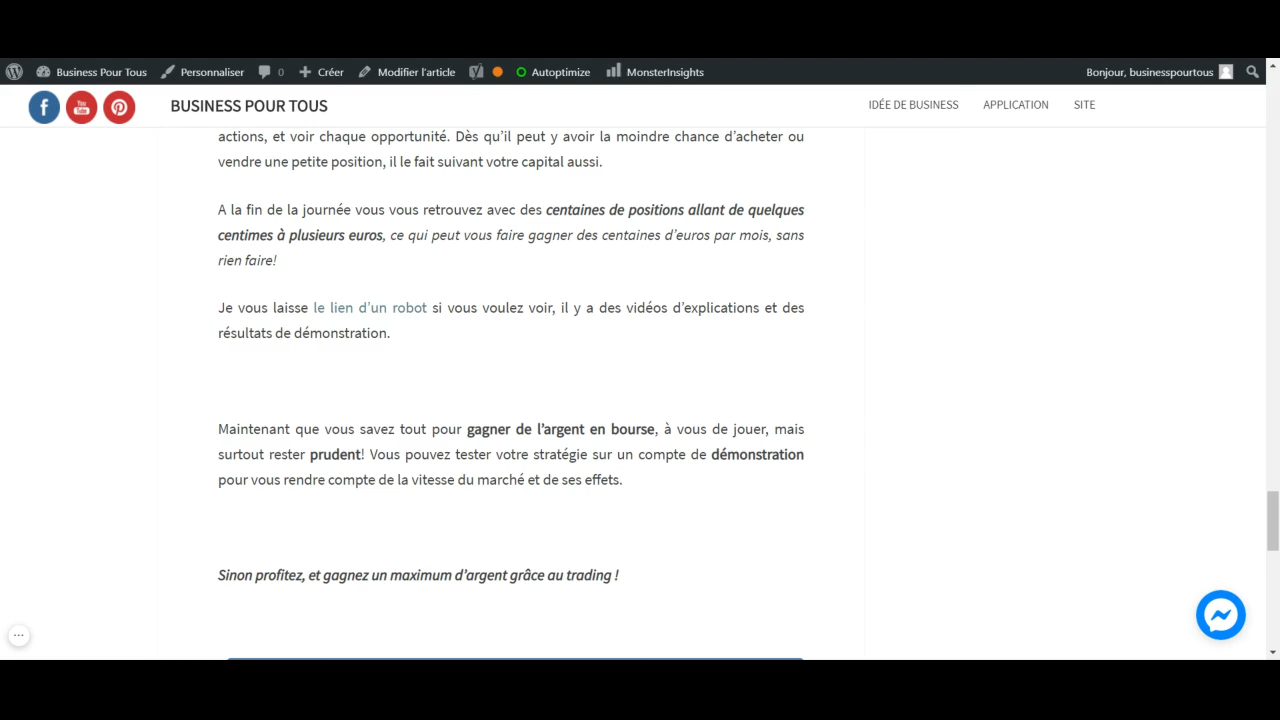 Business Pour Tous Personnaliser 0 Créer Modifier l'article Autoptimize MonsterInsights Bonjour, businesspourtous
f You Tube BUSINESS POUR TOUS IDÉE DE BUSINESS APPLICATION SITE
actions, et voir chaque opportunité. Dès qu'il peut y avoir la moindre chance d'acheter ou
vendre une petite position, il le fait suivant votre capital aussi.
A la fin de la journée vous vous retrouvez avec des centaines de positions allant de quelques
centimes à plusieurs euros, ce qui peut vous faire gagner des centaines d'euros par mois, sans
rien faire!
Je vous laisse le lien d'un robot si vous voulez voir, il y a des vidéos d'explications et des
résultats de démonstration.
Maintenant que vous savez tout pour gagner de l'argent en bourse, à vous de jouer, mais
surtout rester prudent! Vous pouvez tester votre stratégie sur un compte de démonstration
pour vous rendre compte de la vitesse du marché et de ses effets.
Sinon profitez, et gagnez un maximum d'argent grâce au trading !